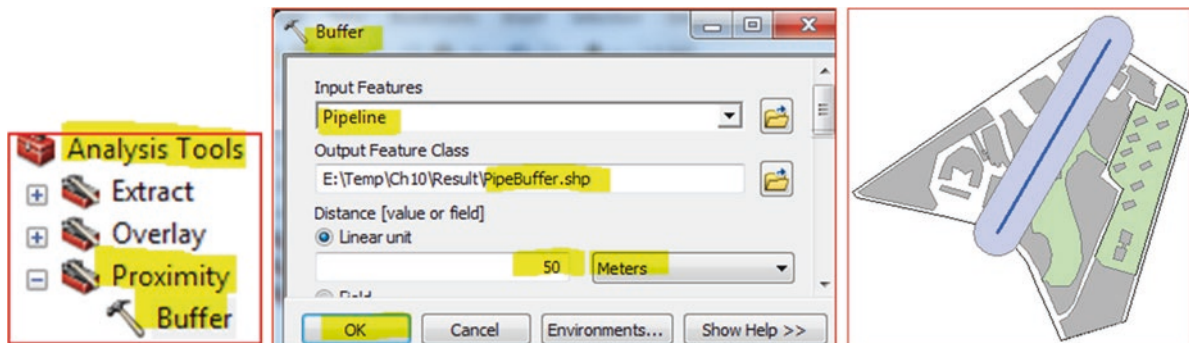 Analysis Tools
Extract
Overlay
Proximity
Buffer
Buffer
Input Features
Pipeline
Output Feature Class
E:\Temp\Ch10\Result\PipeBuffer.shp
Distance [value or field]
Linear unit
50 Meters
Field
OK Cancel Environments... Show Help >>